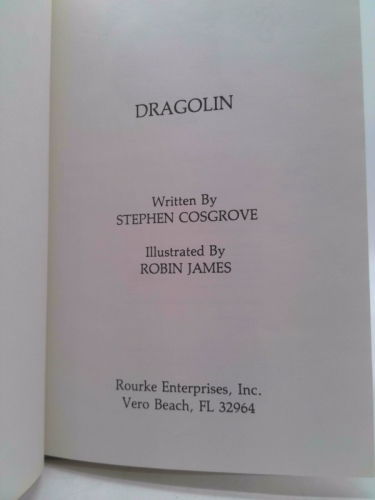 DRAGOLIN
Written By
STEPHEN COSGROVE
Illustrated By
ROBIN JAMES
Rourke Enterprises, Inc.
Vero Beach, FL 32964